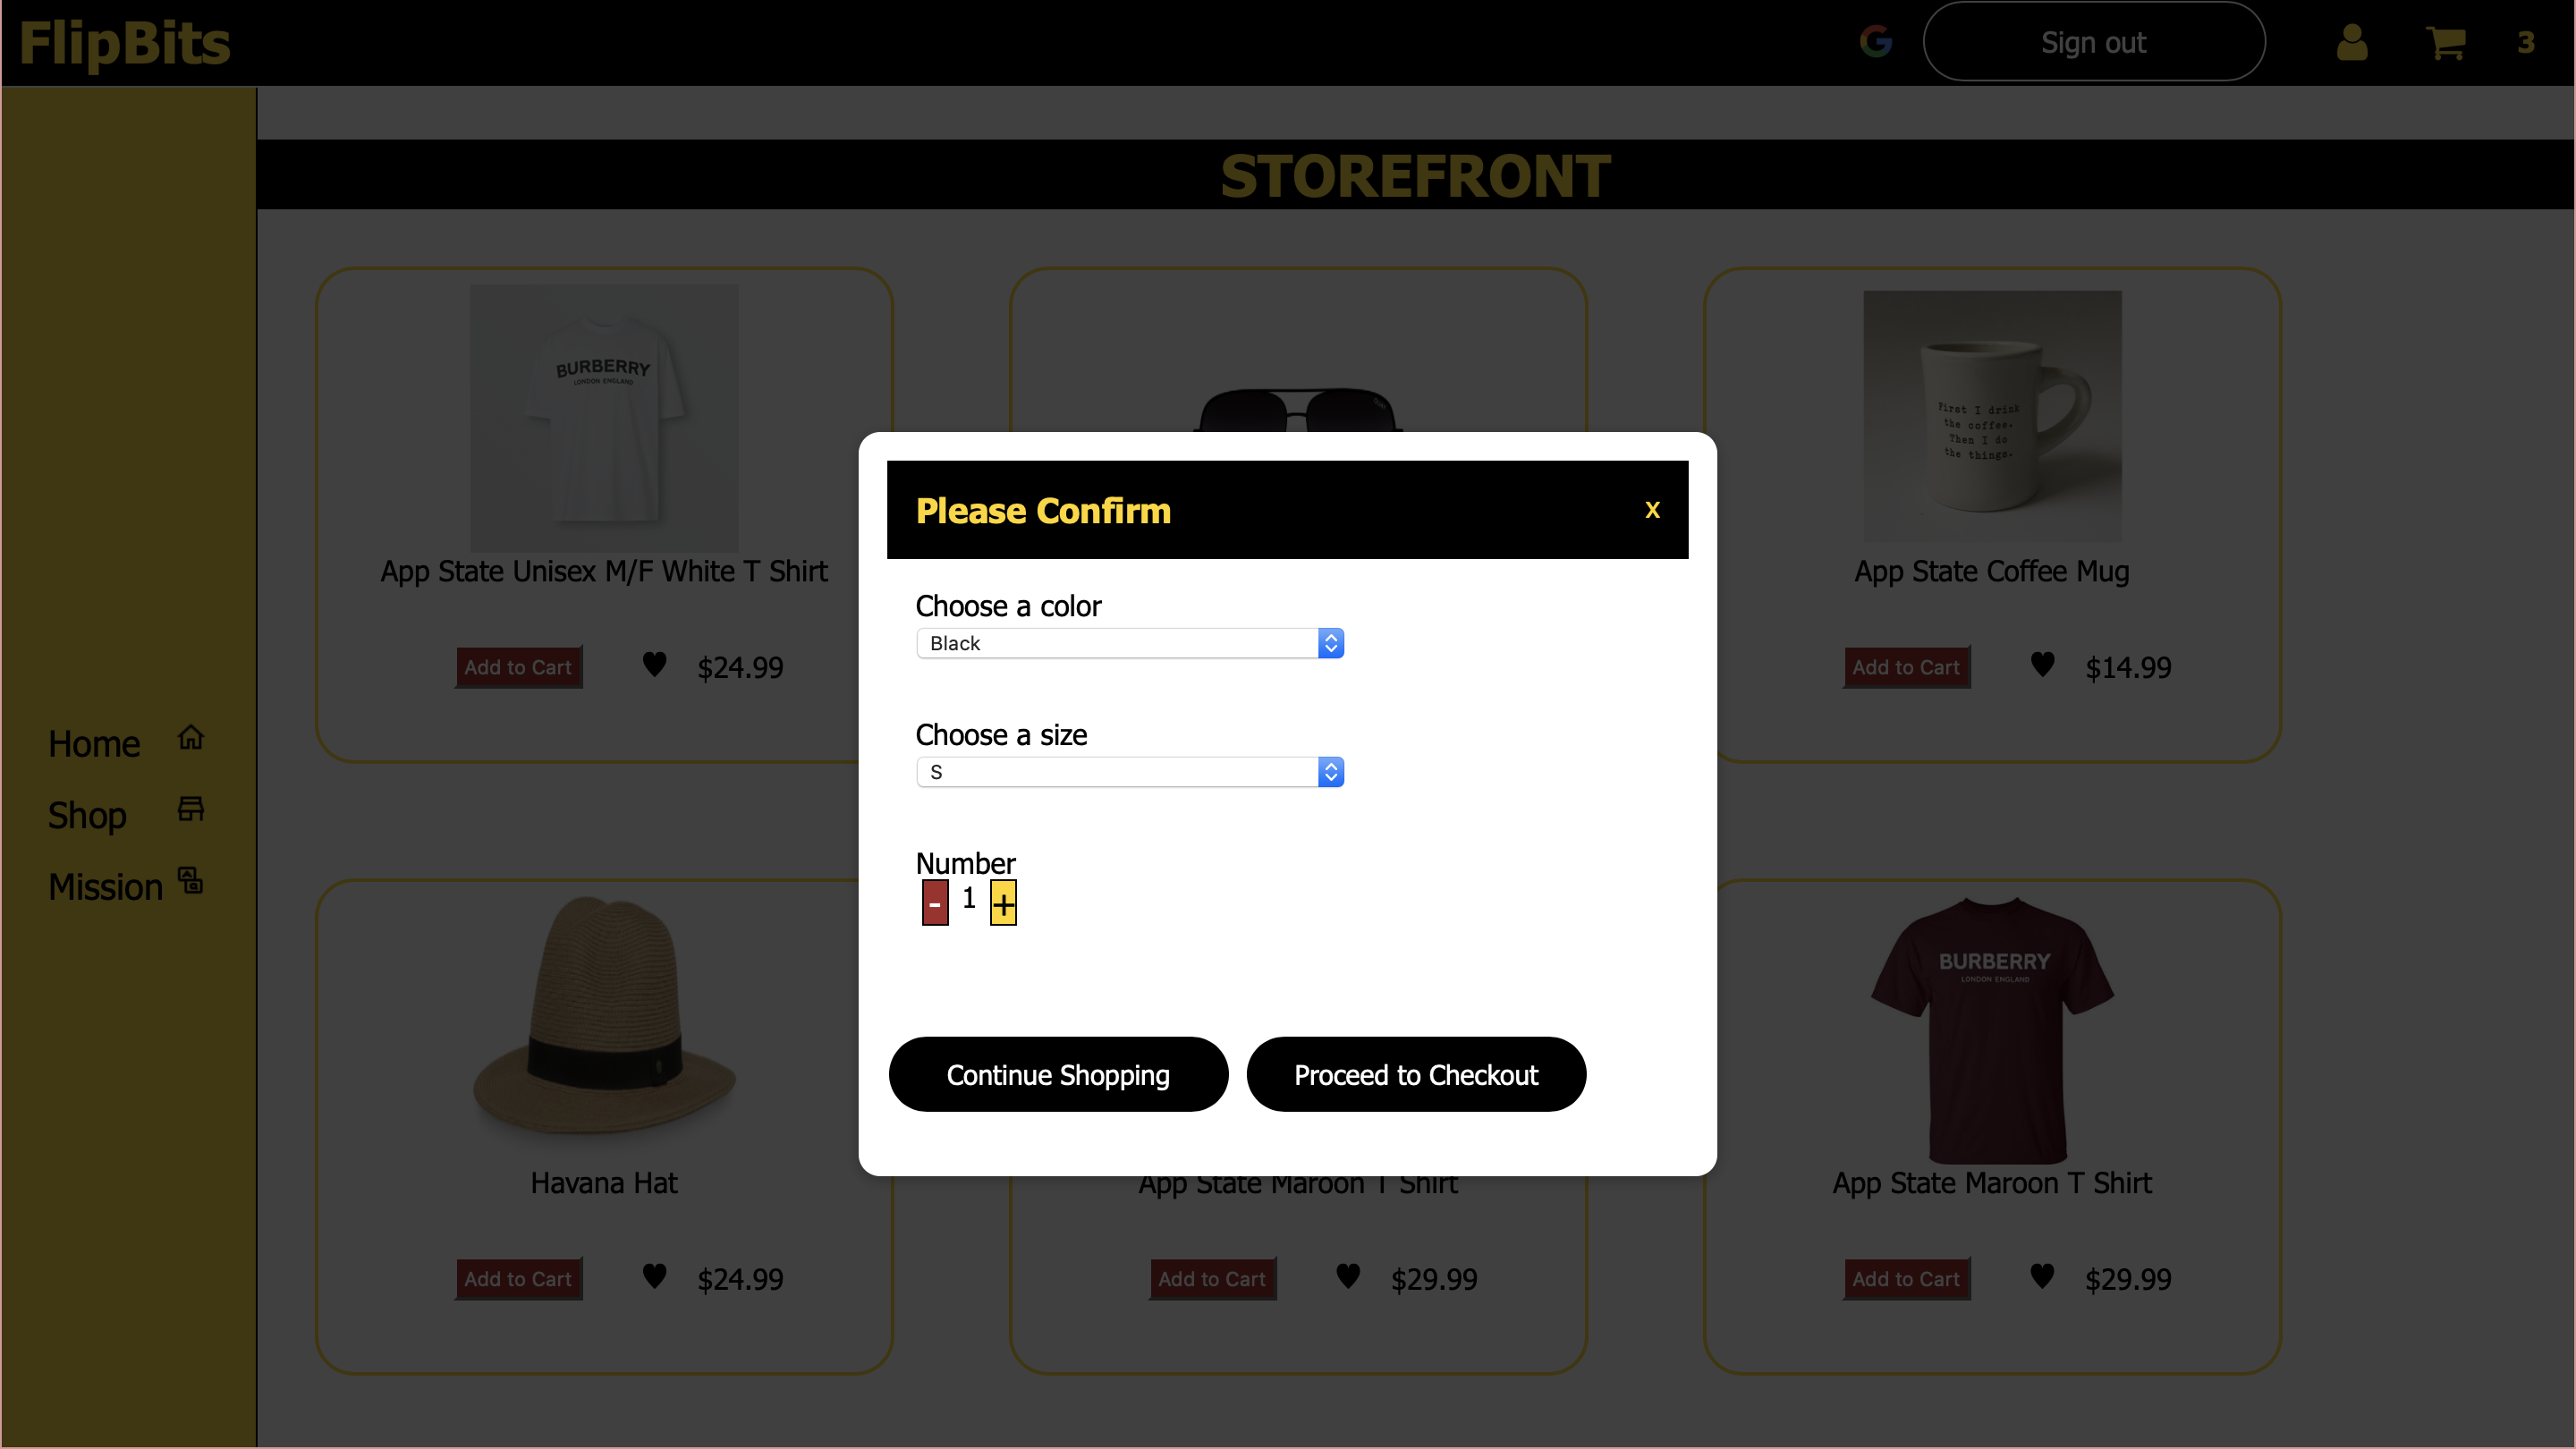 FlipBits
Sign out
3
STOREFRONT
BURBERRY
LONDON ENGLAND
App State Unisex M/F White T Shirt
Add to Cart
$24.99
First I drink
the coffee.
Then I do
the things.
App State Coffee Mug
Add to Cart
$14.99
Please Confirm
X
Choose a color
Black
Choose a size
S
Number
- 1 +
Continue Shopping
Proceed to Checkout
Home
Shop
Mission
Havana Hat
Add to Cart
$24.99
App State Maroon T Shirt
Add to Cart
$29.99
BURBERRY
LONDON ENGLAND
App State Maroon T Shirt
Add to Cart
$29.99